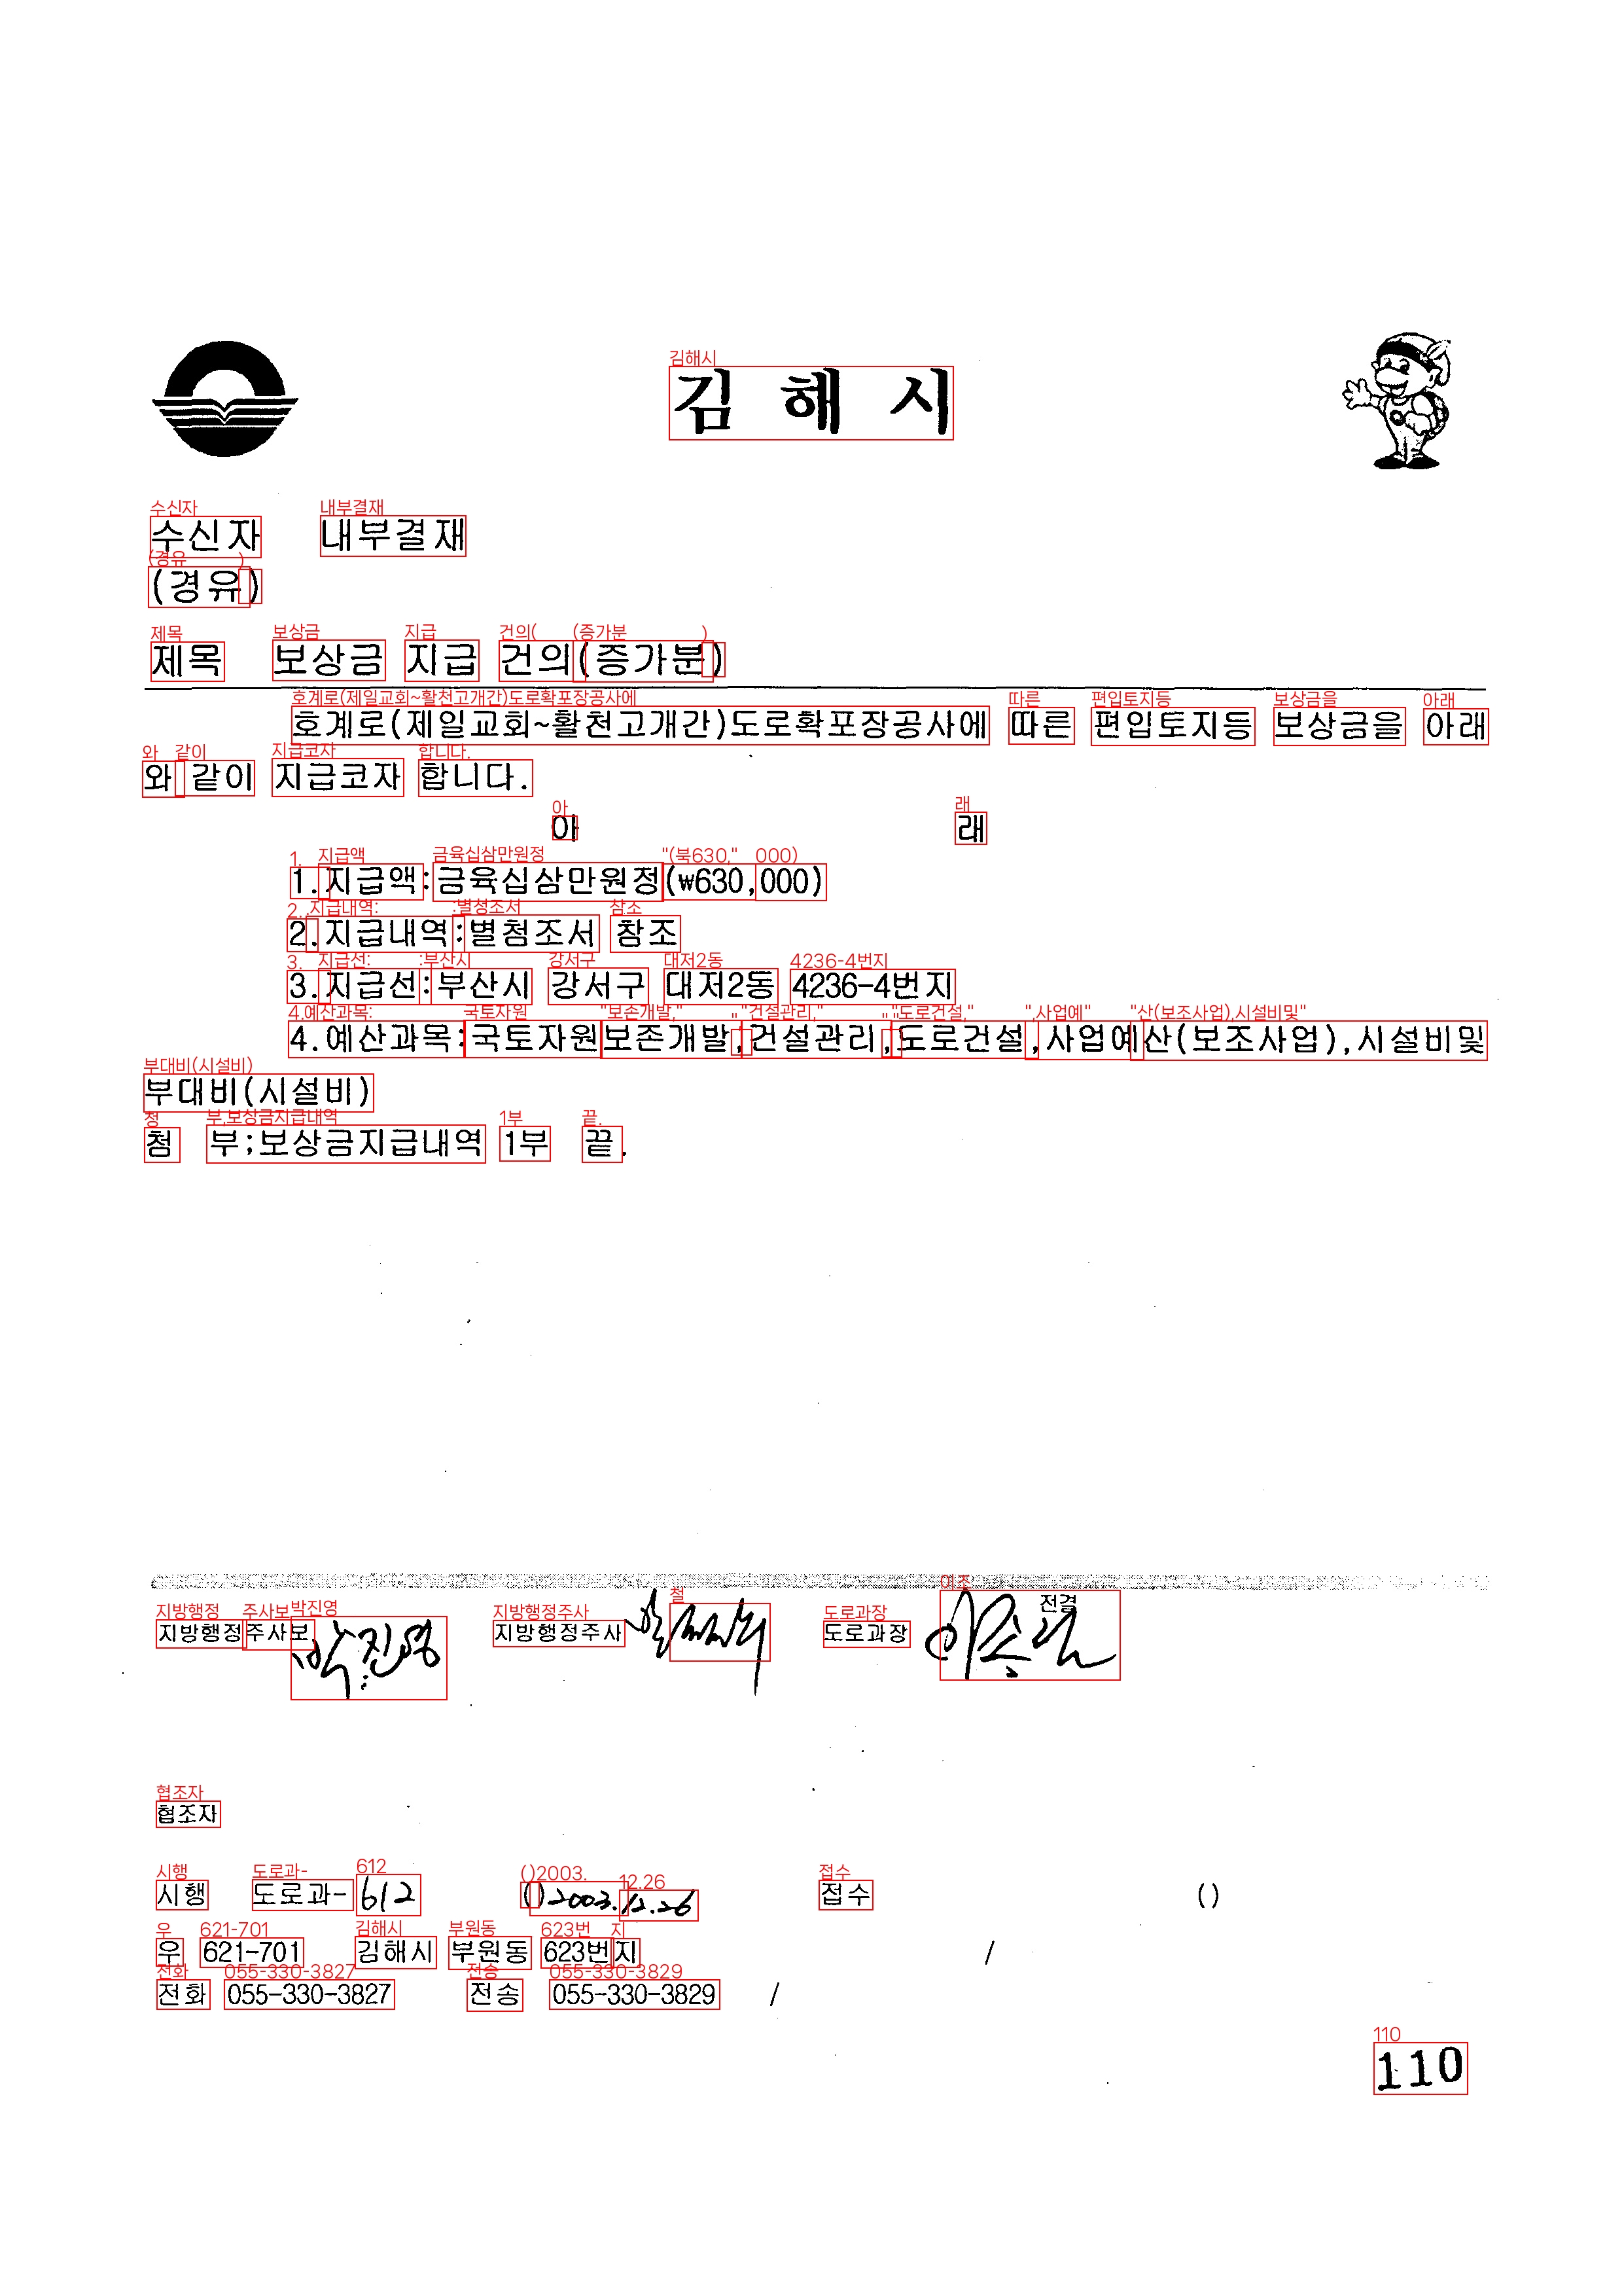 김 해 시
수신자 내부결재
(경유)
제목 보상금 지급 건의(증가분)
호계로(제일교회~활천고개간)도로확포장공사에 따른 편입토지등 보상금을 아래
와 같이 지급코자 합니다.
아 래
1.지급액:금육십삼만원정(₩630,000)
2.지급내역:별첨조서 참조
3.지급선:부산시 강서구 대저2동 4236-4번지
4.예산과목:국토자원보존개발,건설관리,도로건설,사업예산(보조사업),시설비및
부대비(시설비)
첨 부;보상금지급내역 1부 끝.
전결
지방행정주사보 박진영 지방행정주사 도로과장
협조자
시행 도로과-612 ()2003.12.26 접수 ()
우 621-701 김해시 부원동 623번지 /
전화 055-330-3827 전송 055-330-3829 /
110